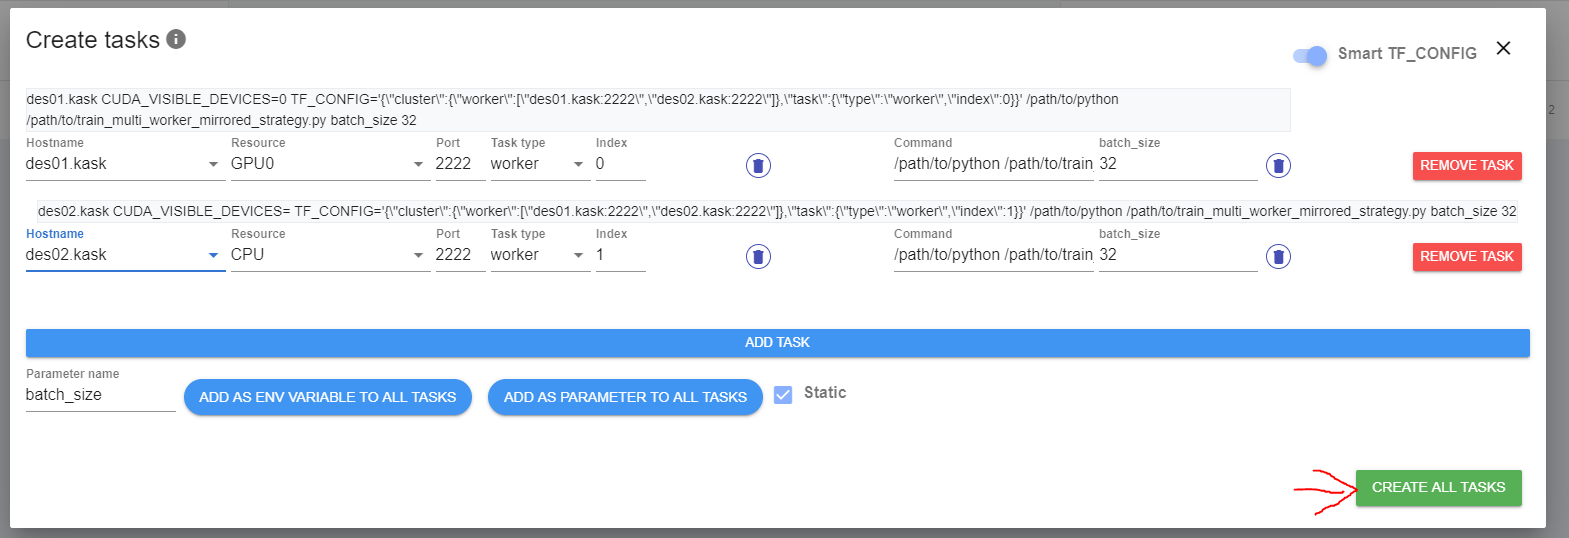 Create tasks
Smart TF_CONFIG
des01.kask CUDA_VISIBLE_DEVICES=0 TF_CONFIG='{\"cluster\":{\"worker\":[\"des01.kask:2222\",\"des02.kask:2222\"]},\"task\":{\"type\":\"worker\",\"index\":0}}' /path/to/python
/path/to/train_multi_worker_mirrored_strategy.py batch_size 32
Hostname Resource Port Task type Index Command batch_size
des01.kask GPU0 2222 worker 0 /path/to/python /path/to/train_ 32 REMOVE TASK
des02.kask CUDA_VISIBLE_DEVICES= TF_CONFIG='{\"cluster\":{\"worker\":[\"des01.kask:2222\",\"des02.kask:2222\"]},\"task\":{\"type\":\"worker\",\"index\":1}}' /path/to/python /path/to/train_multi_worker_mirrored_strategy.py batch_size 32
Hostname Resource Port Task type Index Command batch_size
des02.kask CPU 2222 worker 1 /path/to/python /path/to/train_ 32 REMOVE TASK
ADD TASK
Parameter name
batch_size ADD AS ENV VARIABLE TO ALL TASKS ADD AS PARAMETER TO ALL TASKS Static
CREATE ALL TASKS
2